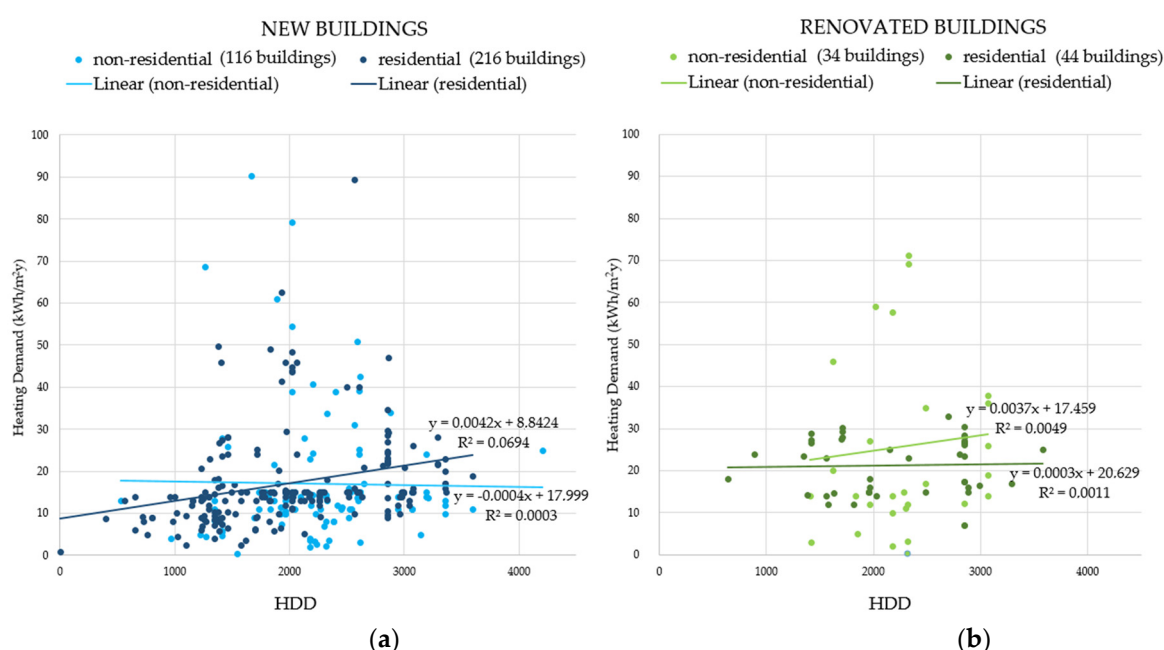 NEW BUILDINGS
non-residential (116 buildings) residential (216 buildings)
Linear (non-residential) Linear (residential)
100
90
80
70
60
50
40
30
20
10
0
Heating Demand (kWh/m²y)
y = 0.0042x + 8.8424
R² = 0.0694
y = -0.0004x + 17.999
R² = 0.0003
0 1000 2000 3000 4000
HDD
(a)
RENOVATED BUILDINGS
non-residential (34 buildings) residential (44 buildings)
Linear (non-residential) Linear (residential)
100
90
80
70
60
50
40
30
20
10
0
Heating Demand (kWh/m²y)
y = 0.0037x + 17.459
R² = 0.0049
y = 0.0003x + 20.629
R² = 0.0011
0 1000 2000 3000 4000
HDD
(b)